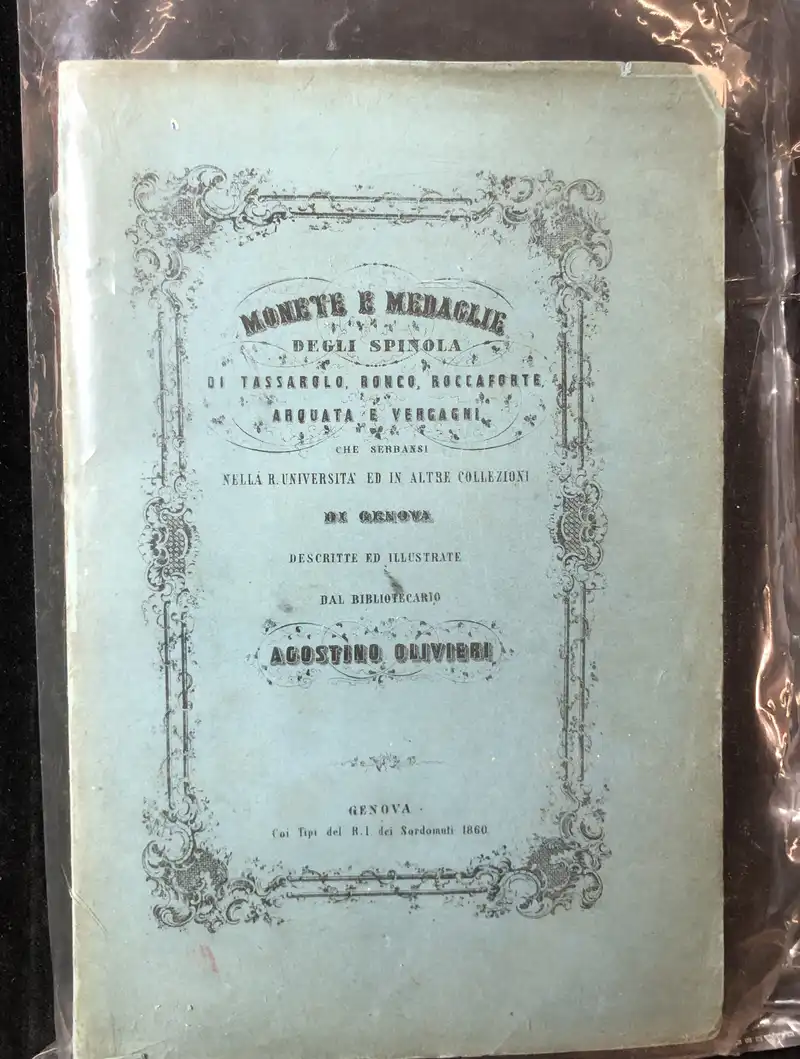 MONETE E MEDAGLIE
DEGLI SPINOLA
DI TASSAROLO, RONCO, ROCCAFORTE,
ARQUATA E VERGAGNI,
CHE SERBANSI
NELLA R. UNIVERSITA' ED IN ALTRE COLLEZIONI
DI GENOVA
DESCRITTE ED ILLUSTRATE
DAL BIBLIOTECARIO
AGOSTINO OLIVIERI
GENOVA
Coi Tipi del R. I. dei Sordomuti 1860